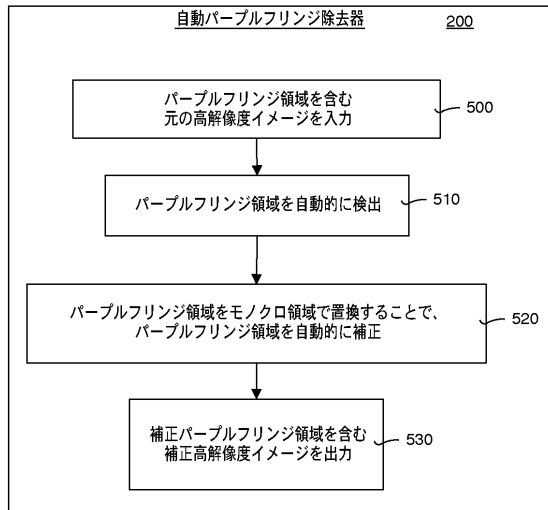 自動パープルフリンジ除去器 200
パープルフリンジ領域を含む
元の高解像度イメージを入力
500
パープルフリンジ領域を自動的に検出
510
パープルフリンジ領域をモノクロ領域で置換することで、
パープルフリンジ領域を自動的に補正
520
補正パープルフリンジ領域を含む
補正高解像度イメージを出力
530